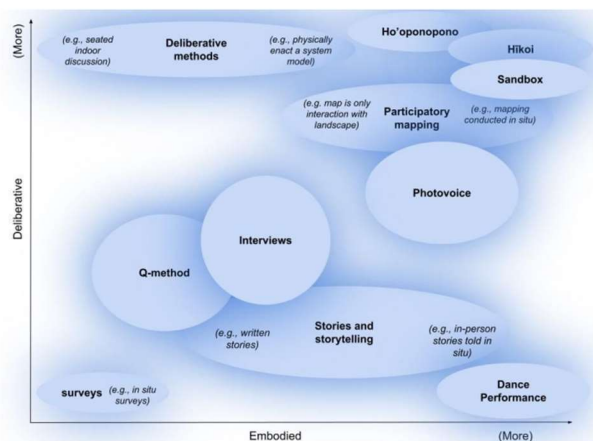 (More)
Deliberative
(e.g., seated
indoor
discussion)
Deliberative
methods
(e.g., physically
enact a system
model)
Ho'oponopono
Hīkoi
Sandbox
(e.g. map is only
interaction with
landscape)
Participatory
mapping
(e.g., mapping
conducted in situ)
Photovoice
Interviews
Q-method
(e.g., written
stories)
Stories and
storytelling
(e.g., in-person
stories told in
situ)
surveys
(e.g., in situ
surveys)
Dance
Performance
Embodied
(More)